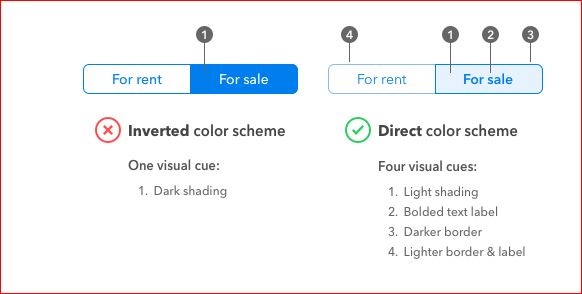 1
For rent For sale
Inverted color scheme
One visual cue:
1. Dark shading
4 1 2 3
For rent For sale
Direct color scheme
Four visual cues:
1. Light shading
2. Bolded text label
3. Darker border
4. Lighter border & label